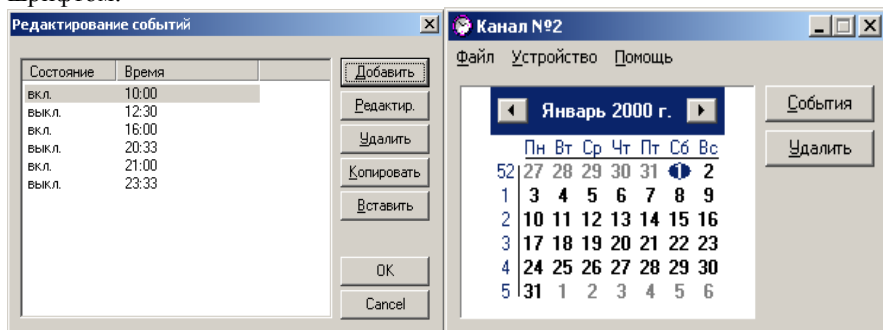 шрифтом.
Редактирование событий
Состояние Время
вкл. 10:00
выкл. 12:30
вкл. 16:00
выкл. 20:33
вкл. 21:00
выкл. 23:33
Добавить
Редактир.
Удалить
Копировать
Вставить
OK
Cancel
Канал №2
Файл Устройство Помощь
Январь 2000 г.
Пн Вт Ср Чт Пт Сб Вс
52 27 28 29 30 31 1 2
1 3 4 5 6 7 8 9
2 10 11 12 13 14 15 16
3 17 18 19 20 21 22 23
4 24 25 26 27 28 29 30
5 31 1 2 3 4 5 6
События
Удалить